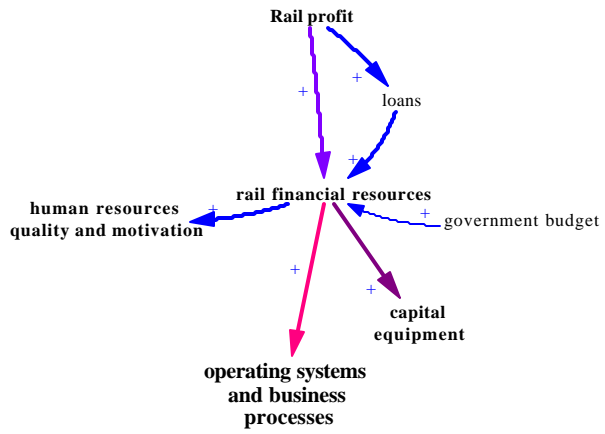 Rail profit
+
+
loans
+
rail financial resources
human resources
quality and motivation
+
+
government budget
+
+
capital
equipment
operating systems
and business
processes